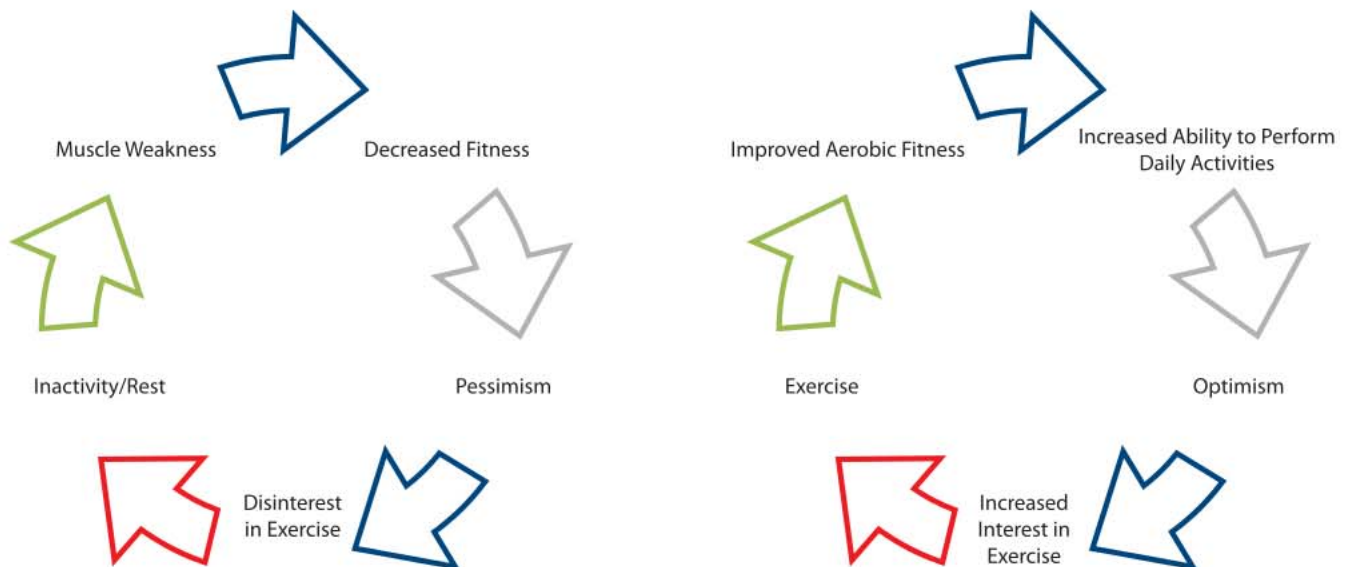 Muscle Weakness
Decreased Fitness
Inactivity/Rest
Pessimism
Disinterest
in Exercise
Improved Aerobic Fitness
Increased Ability to Perform
Daily Activities
Exercise
Optimism
Increased
Interest in
Exercise